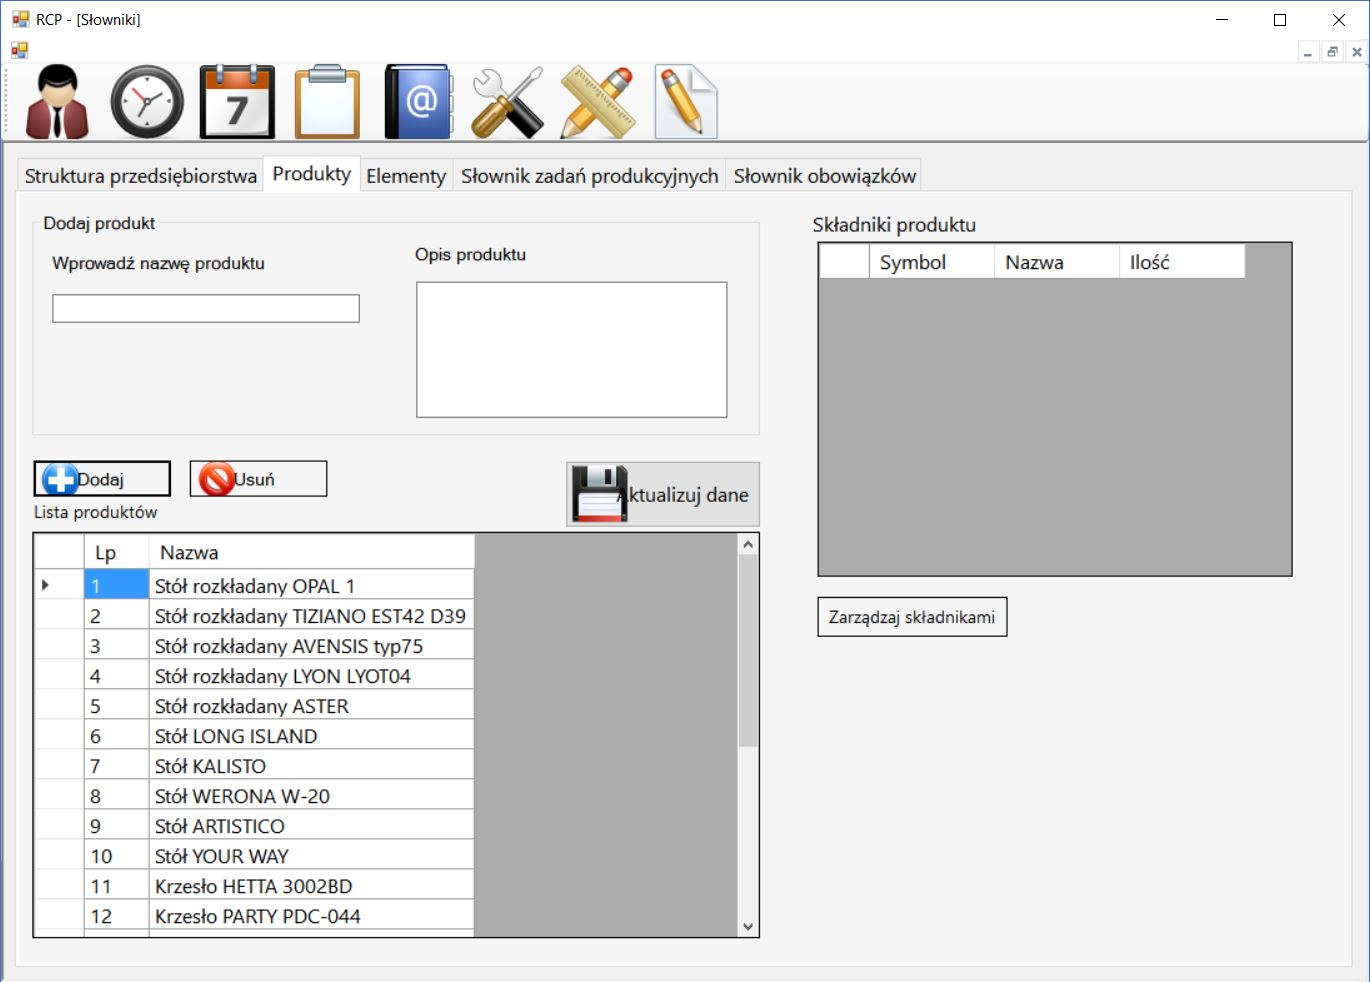 RCP - [Słowniki]
7
@
Struktura przedsiębiorstwa Produkty Elementy Słownik zadań produkcyjnych Słownik obowiązków
Dodaj produkt
Wprowadź nazwę produktu
Opis produktu
Dodaj Usuń
Aktualizuj dane
Lista produktów
Lp Nazwa
1 Stół rozkładany OPAL 1
2 Stół rozkładany TIZIANO EST42 D39
3 Stół rozkładany AVENSIS typ75
4 Stół rozkładany LYON LYOT04
5 Stół rozkładany ASTER
6 Stół LONG ISLAND
7 Stół KALISTO
8 Stół WERONA W-20
9 Stół ARTISTICO
10 Stół YOUR WAY
11 Krzesło HETTA 3002BD
12 Krzesło PARTY PDC-044
Składniki produktu
Symbol Nazwa Ilość
Zarządzaj składnikami